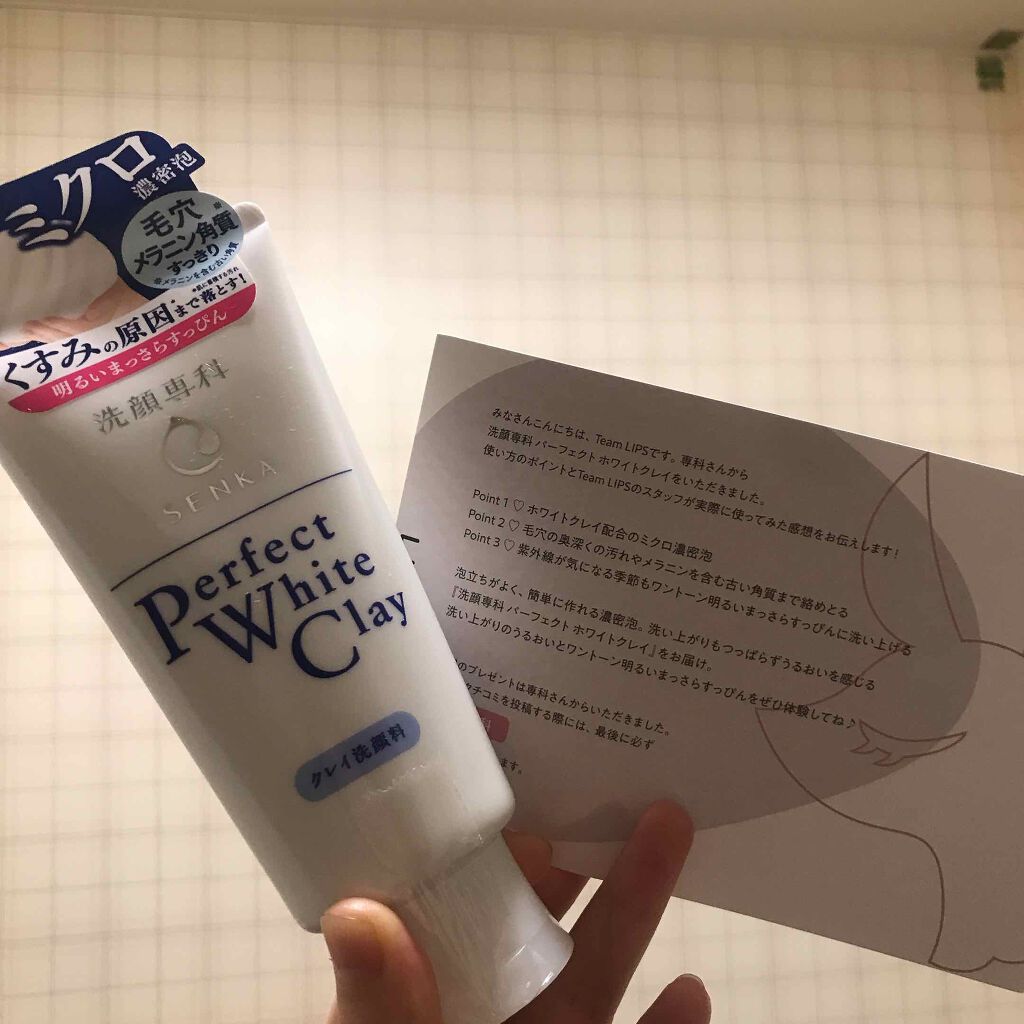 ミクロ
濃密泡
毛穴
メラニン角質※
すっきり
※メラニンを含む古い角質
*肌に蓄積する汚れ
くすみの原因*まで落とす!
明るいまっさらすっぴん
洗顔専科
SENKA
Perfect
White
Clay
クレイ洗顔料
みなさんこんにちは、Team LIPSです。専科さんから
洗顔専科 パーフェクト ホワイトクレイをいただきました。
使い方のポイントとTeam LIPSのスタッフが実際に使ってみた感想をお伝えします!
Point 1 ♡ ホワイトクレイ配合のミクロ濃密泡
Point 2 ♡ 毛穴の奥深くの汚れやメラニンを含む古い角質まで絡めとる
Point 3 ♡ 紫外線が気になる季節もワントーン明るいまっさらすっぴんに洗い上げる
泡立ちがよく、簡単に作れる濃密泡。洗い上がりもつっぱらずうるおいを感じる
『洗顔専科 パーフェクト ホワイトクレイ』をお届け。
洗い上がりのうるおいとワントーン明るいまっさらすっぴんをぜひ体験してね♪
のプレゼントは専科さんからいただきました。
クチコミを投稿する際には、最後に必ず
科
ます。